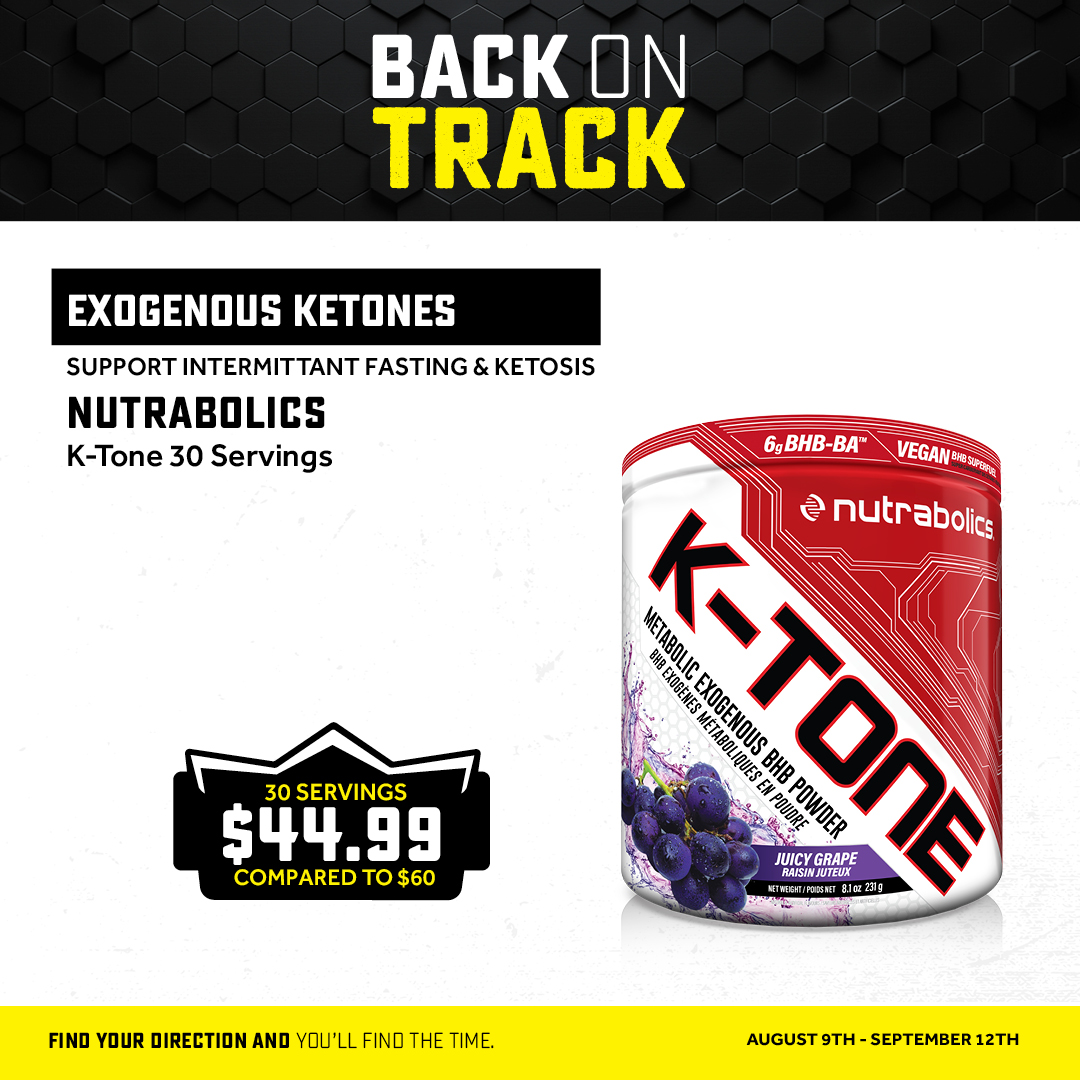 BACK ON
TRACK
EXOGENOUS KETONES
SUPPORT INTERMITTANT FASTING & KETOSIS
NUTRABOLICS
K-Tone 30 Servings
6g BHB-BA™
VEGAN BHB SUPERFUEL
nutrabolics
K-TONE
METABOLIC EXOGENOUS BHB POWDER
BHB EXOGÈNES MÉTABOLIQUES EN POUDRE
JUICY GRAPE
RAISIN JUTEUX
NET WEIGHT / POIDS NET 8.1 oz 231 g
30 SERVINGS
$44.99
COMPARED TO $60
FIND YOUR DIRECTION AND YOU'LL FIND THE TIME.
AUGUST 9TH - SEPTEMBER 12TH